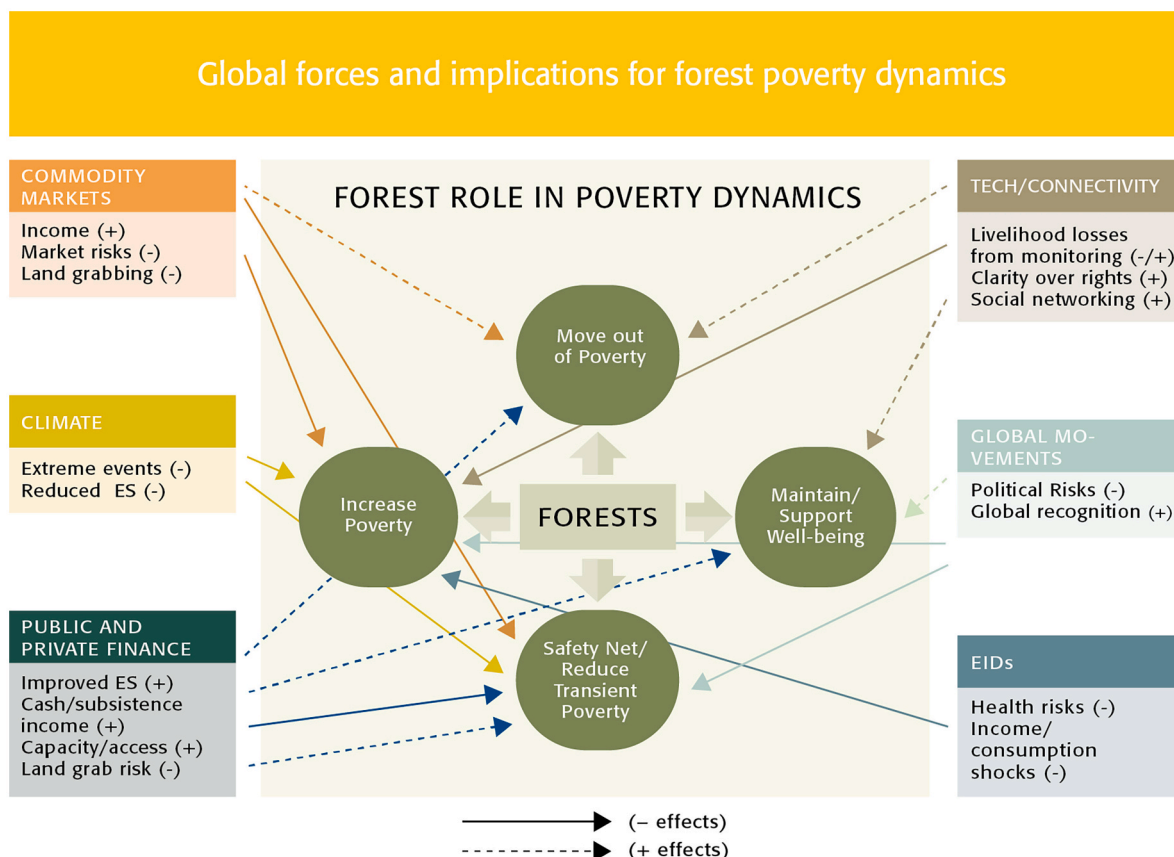 Global forces and implications for forest poverty dynamics
COMMODITY
MARKETS
Income (+)
Market risks (-)
Land grabbing (-)
CLIMATE
Extreme events (-)
Reduced ES (-)
PUBLIC AND
PRIVATE FINANCE
Improved ES (+)
Cash/subsistence
income (+)
Capacity/access (+)
Land grab risk (-)
FOREST ROLE IN POVERTY DYNAMICS
Move out
of Poverty
Increase
Poverty
FORESTS
Maintain/
Support
Well-being
Safety Net/
Reduce
Transient
Poverty
TECH/CONNECTIVITY
Livelihood losses
from monitoring (-/+)
Clarity over rights (+)
Social networking (+)
GLOBAL MO-
VEMENTS
Political Risks (-)
Global recognition (+)
EIDs
Health risks (-)
Income/
consumption
shocks (-)
(– effects)
(+ effects)